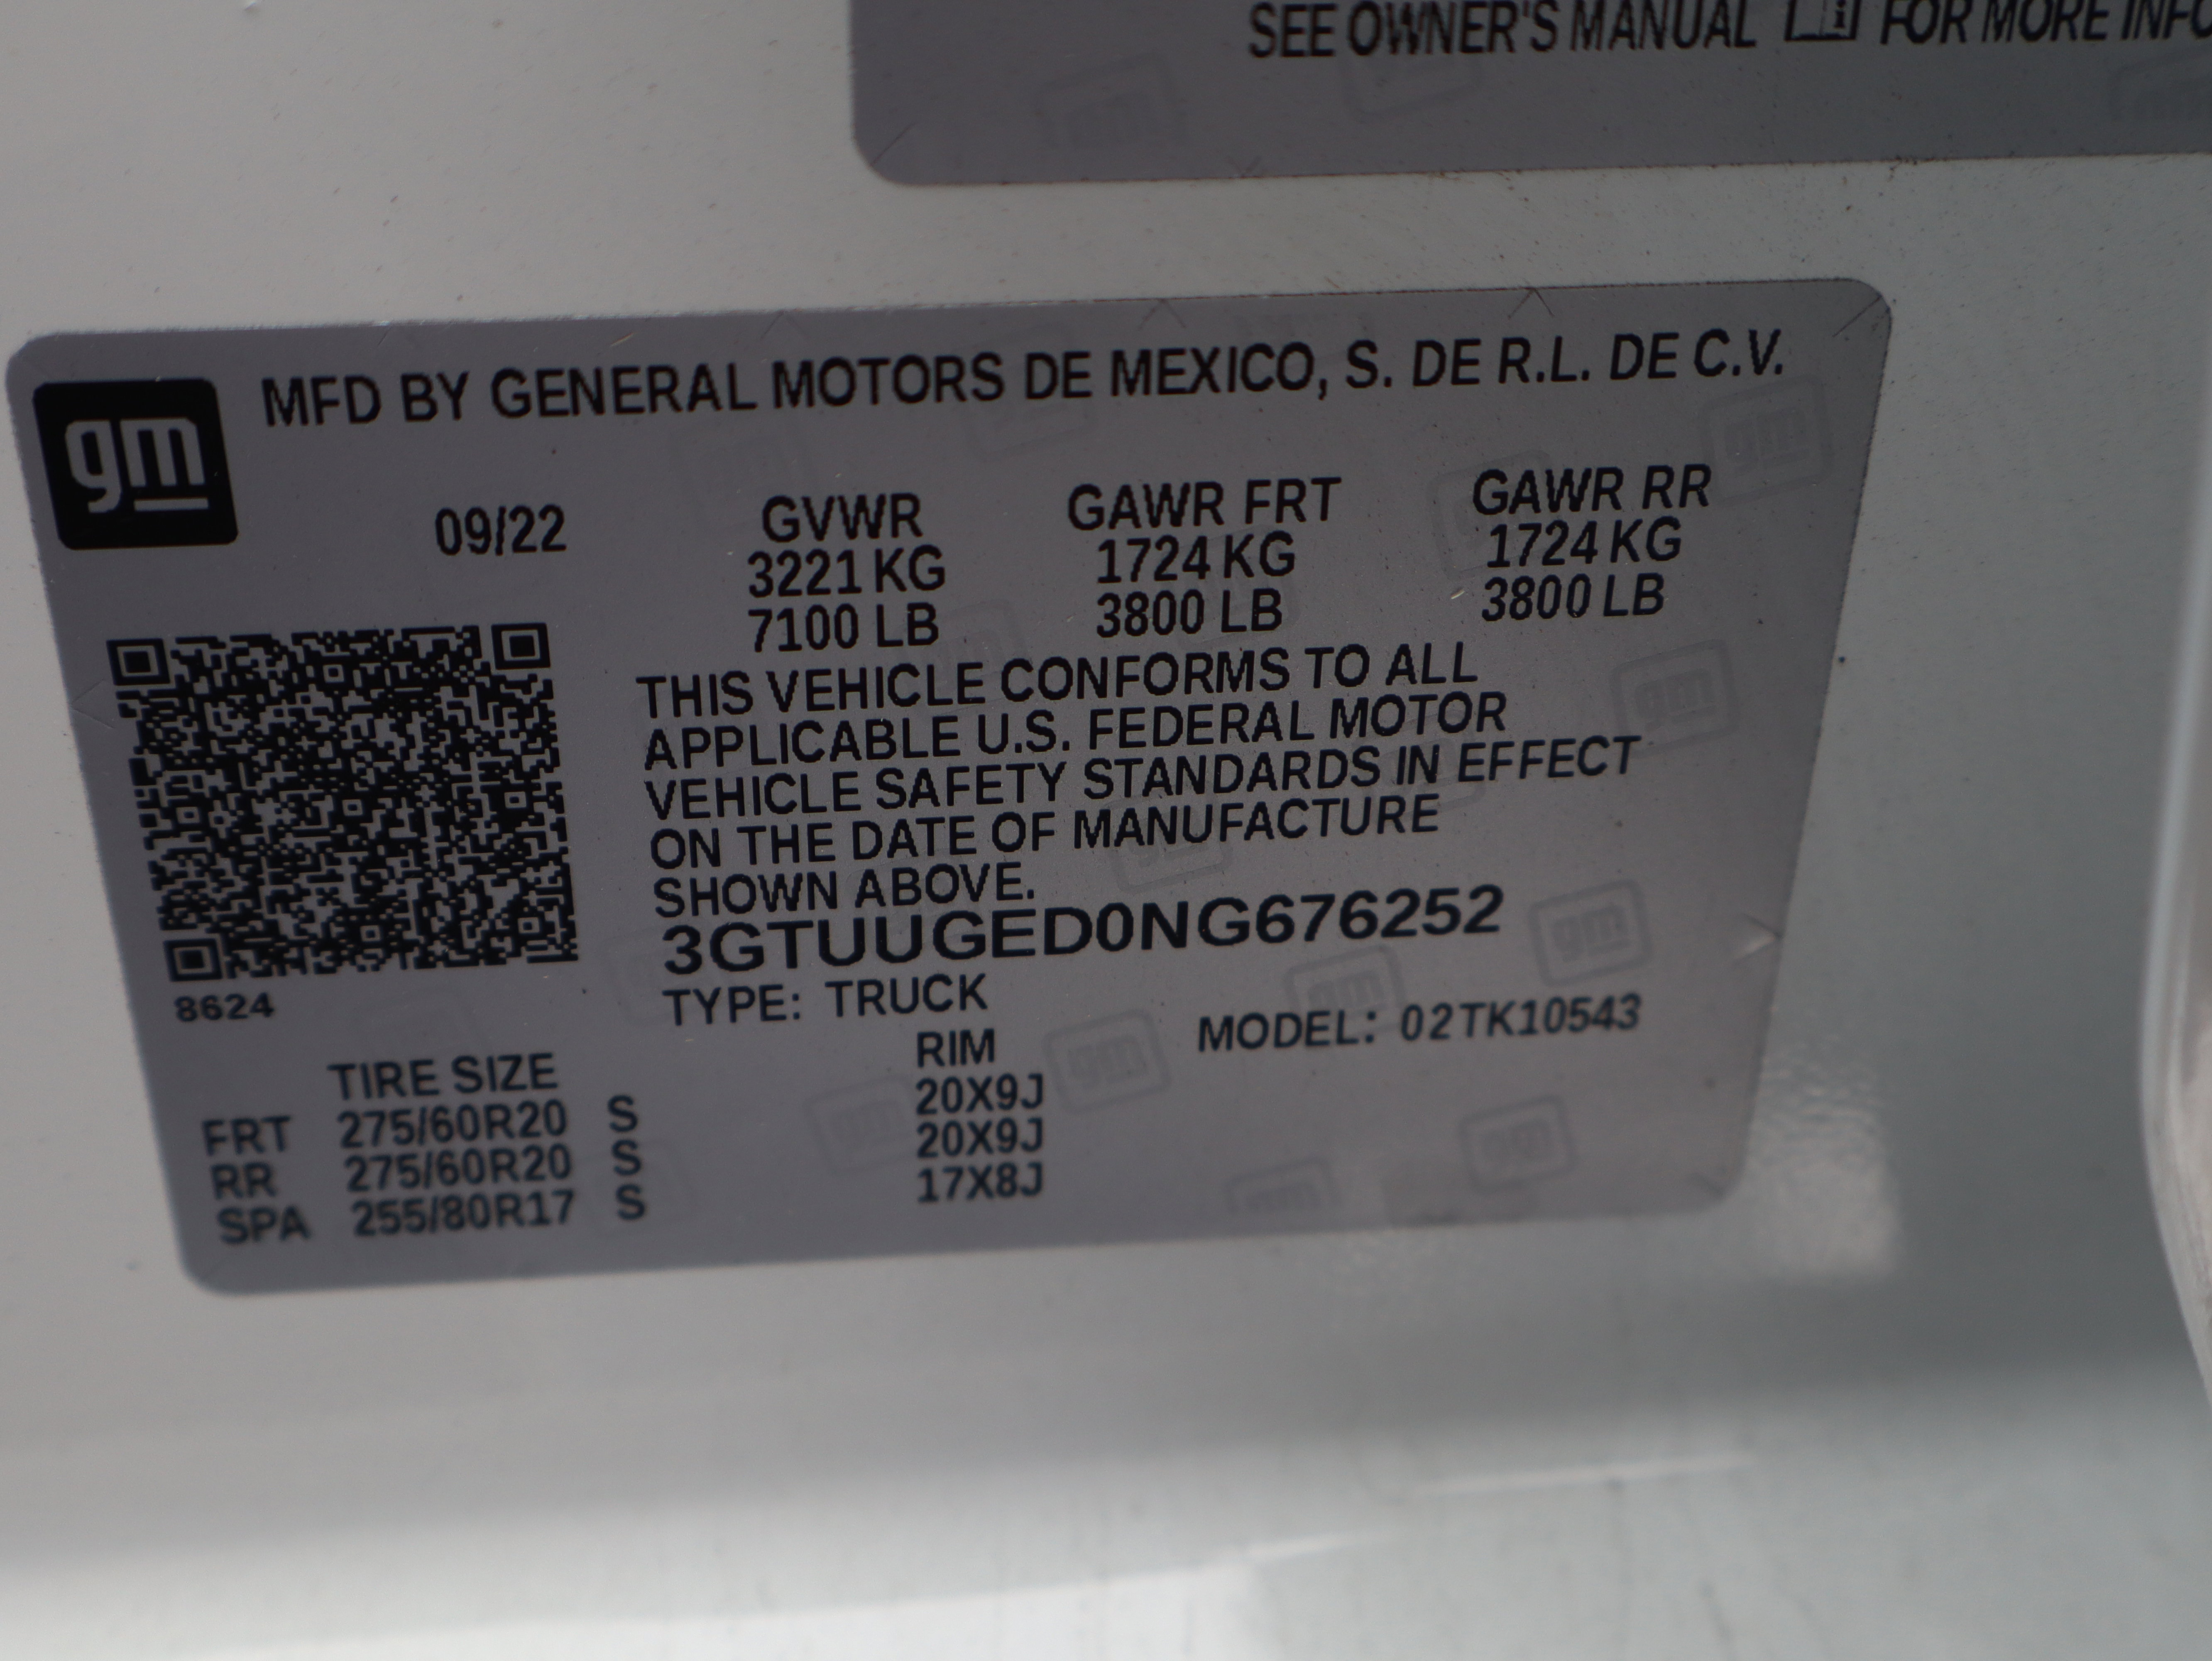 SEE OWNER'S MANUAL i FOR MORE
gm MFD BY GENERAL MOTORS DE MEXICO, S. DE R.L. DE C.V.
09/22 GVWR GAWR FRT GAWR RR
3221 KG 1724 KG 1724 KG
7100 LB 3800 LB 3800 LB
THIS VEHICLE CONFORMS TO ALL
APPLICABLE U.S. FEDERAL MOTOR
VEHICLE SAFETY STANDARDS IN EFFECT
ON THE DATE OF MANUFACTURE
SHOWN ABOVE.
3GTUUGED0NG676252
8624
TYPE: TRUCK MODEL: 02TK10543
TIRE SIZE RIM
FRT 275/60R20 S 20X9J
RR 275/60R20 S 20X9J
SPA 255/80R17 S 17X8J